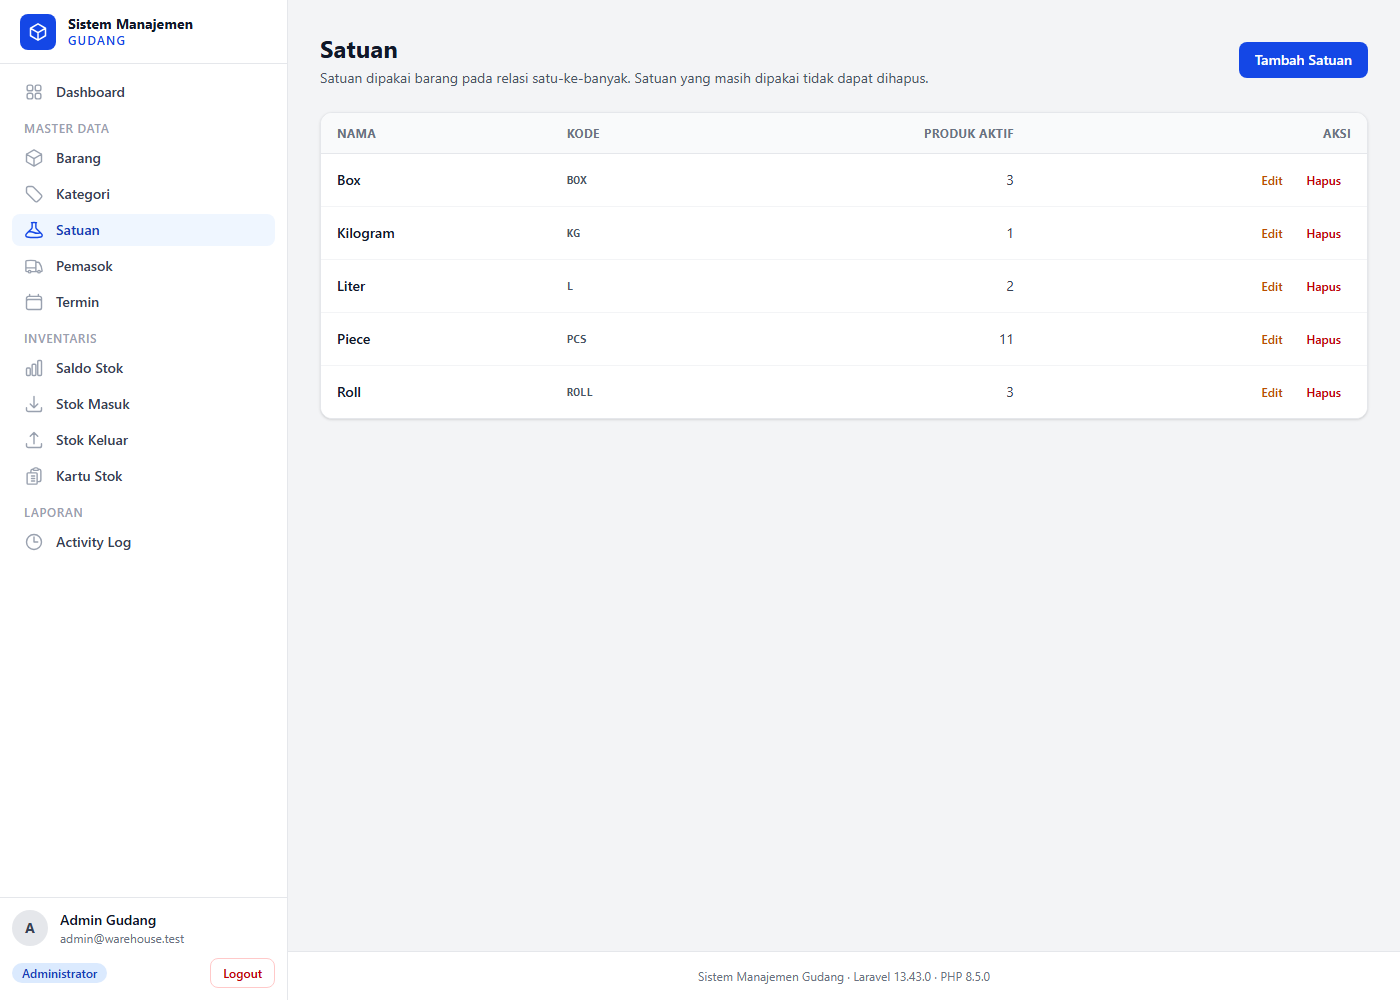 Sistem Manajemen
GUDANG
Dashboard
MASTER DATA
Barang
Kategori
Satuan
Pemasok
Termin
INVENTARIS
Saldo Stok
Stok Masuk
Stok Keluar
Kartu Stok
LAPORAN
Activity Log
A
Admin Gudang
admin@warehouse.test
Administrator
Logout
Satuan
Satuan dipakai barang pada relasi satu-ke-banyak. Satuan yang masih dipakai tidak dapat dihapus.
Tambah Satuan
NAMA KODE PRODUK AKTIF AKSI
Box BOX 3 Edit Hapus
Kilogram KG 1 Edit Hapus
Liter L 2 Edit Hapus
Piece PCS 11 Edit Hapus
Roll ROLL 3 Edit Hapus
Sistem Manajemen Gudang · Laravel 13.43.0 · PHP 8.5.0